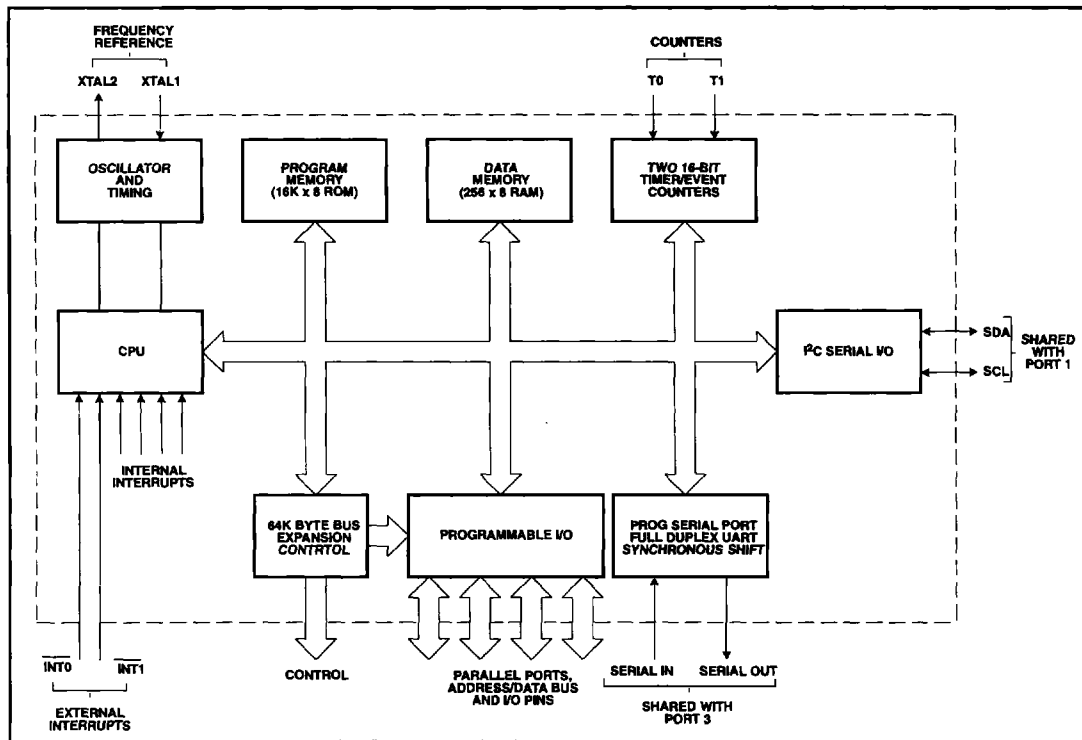 FREQUENCY
REFERENCE
XTAL2
XTAL1
COUNTERS
T0
T1
OSCILLATOR
AND
TIMING
PROGRAM
MEMORY
(16K x 8 ROM)
DATA
MEMORY
(256 x 8 RAM)
TWO 16-BIT
TIMER/EVENT
COUNTERS
CPU
I²C SERIAL I/O
SDA
SCL
SHARED
WITH
PORT 1
INTERNAL
INTERRUPTS
64K BYTE BUS
EXPANSION
CONTRTOL
PROGRAMMABLE I/O
PROG SERIAL PORT
FULL DUPLEX UART
SYNCHRONOUS SHIFT
INT0
INT1
EXTERNAL
INTERRUPTS
CONTROL
PARALLEL PORTS,
ADDRESS/DATA BUS
AND I/O PINS
SERIAL IN
SERIAL OUT
SHARED WITH
PORT 3